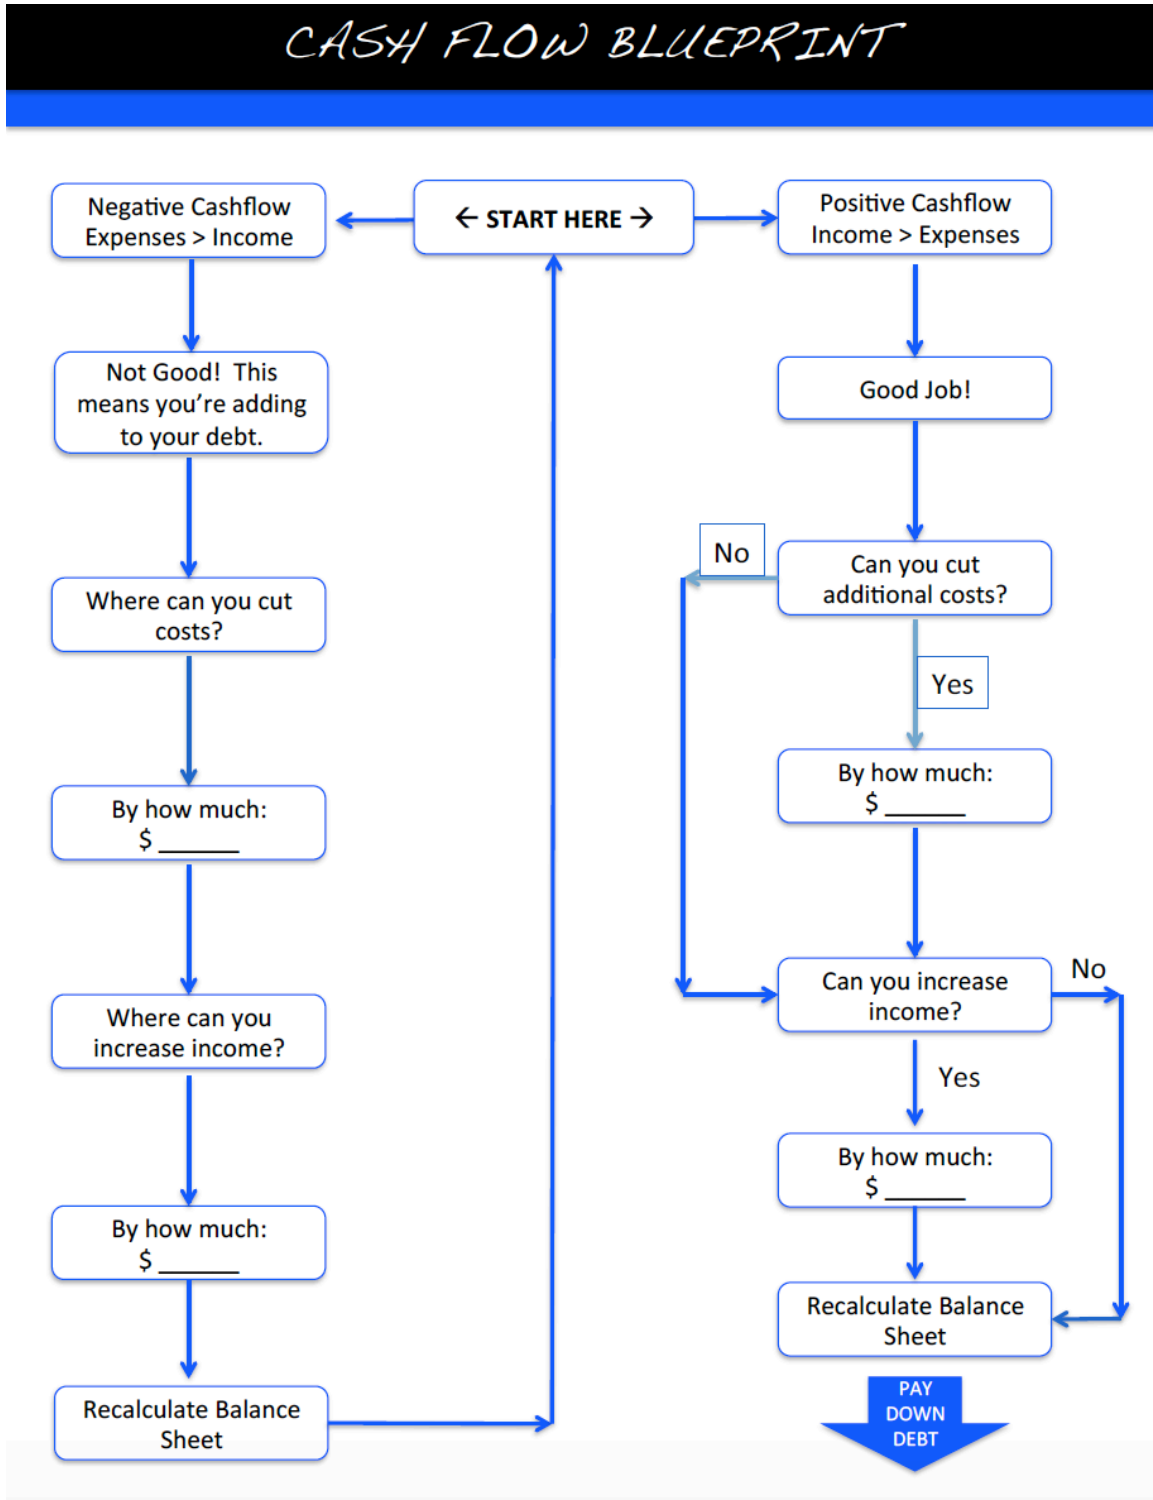 CASH FLOW BLUEPRINT
Negative Cashflow
Expenses > Income
← START HERE →
Positive Cashflow
Income > Expenses
Not Good!  This
means you’re adding
to your debt.
Good Job!
Where can you cut
costs?
No
Can you cut
additional costs?
Yes
By how much:
$ ______
By how much:
$ ______
Where can you
increase income?
Can you increase
income?
No
Yes
By how much:
$ ______
By how much:
$ ______
Recalculate Balance
Sheet
Recalculate Balance
Sheet
PAY
DOWN
DEBT